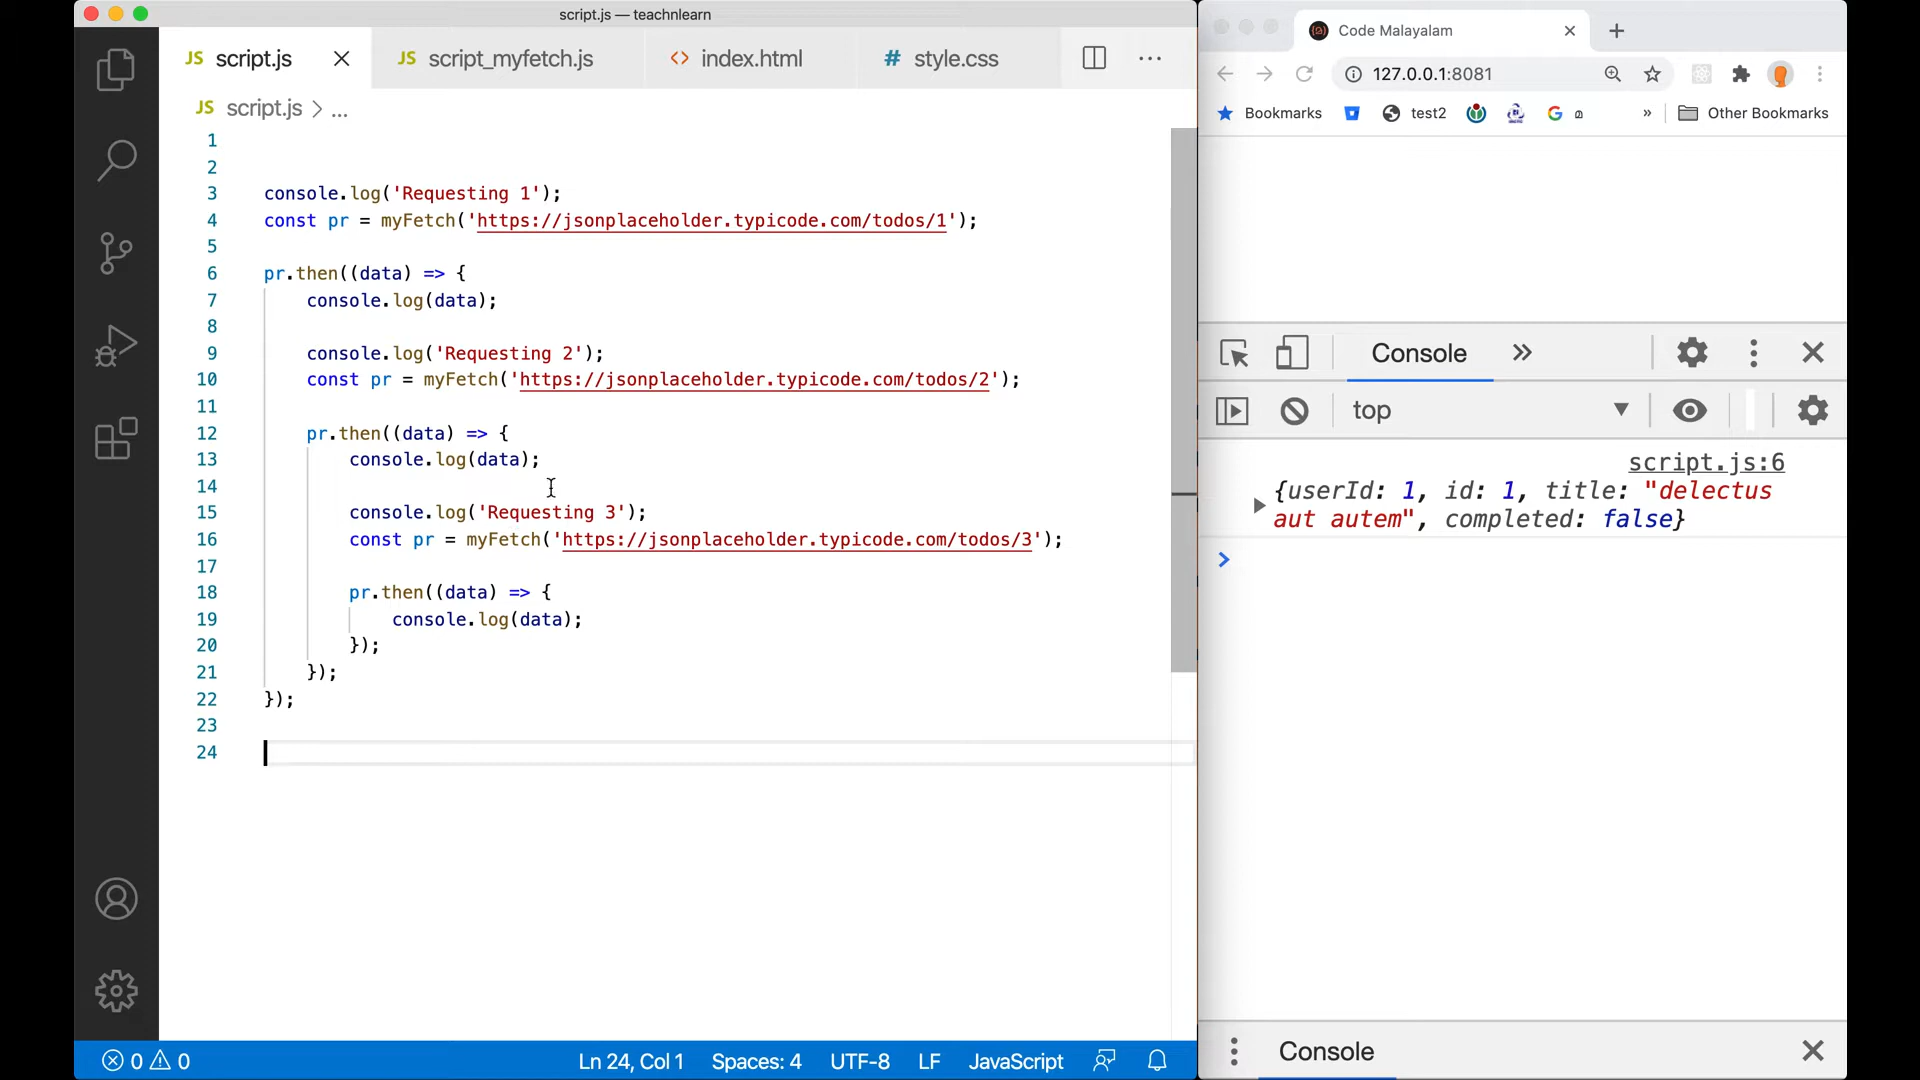 script.js — teachnlearn
JS script.js
JS script_myfetch.js
<> index.html
# style.css
...
JS script.js > ...
1
2
3 console.log('Requesting 1');
4 const pr = myFetch('https://jsonplaceholder.typicode.com/todos/1');
5
6 pr.then((data) => {
7 console.log(data);
8
9 console.log('Requesting 2');
10 const pr = myFetch('https://jsonplaceholder.typicode.com/todos/2');
11
12 pr.then((data) => {
13 console.log(data);
14
15 console.log('Requesting 3');
16 const pr = myFetch('https://jsonplaceholder.typicode.com/todos/3');
17
18 pr.then((data) => {
19 console.log(data);
20 });
21 });
22 });
23
24
0 0 Ln 24, Col 1 Spaces: 4 UTF-8 LF JavaScript
Code Malayalam
127.0.0.1:8081
Bookmarks test2 G ത » Other Bookmarks
Console »
top
script.js:6
{userId: 1, id: 1, title: "delectus
aut autem", completed: false}
>
Console